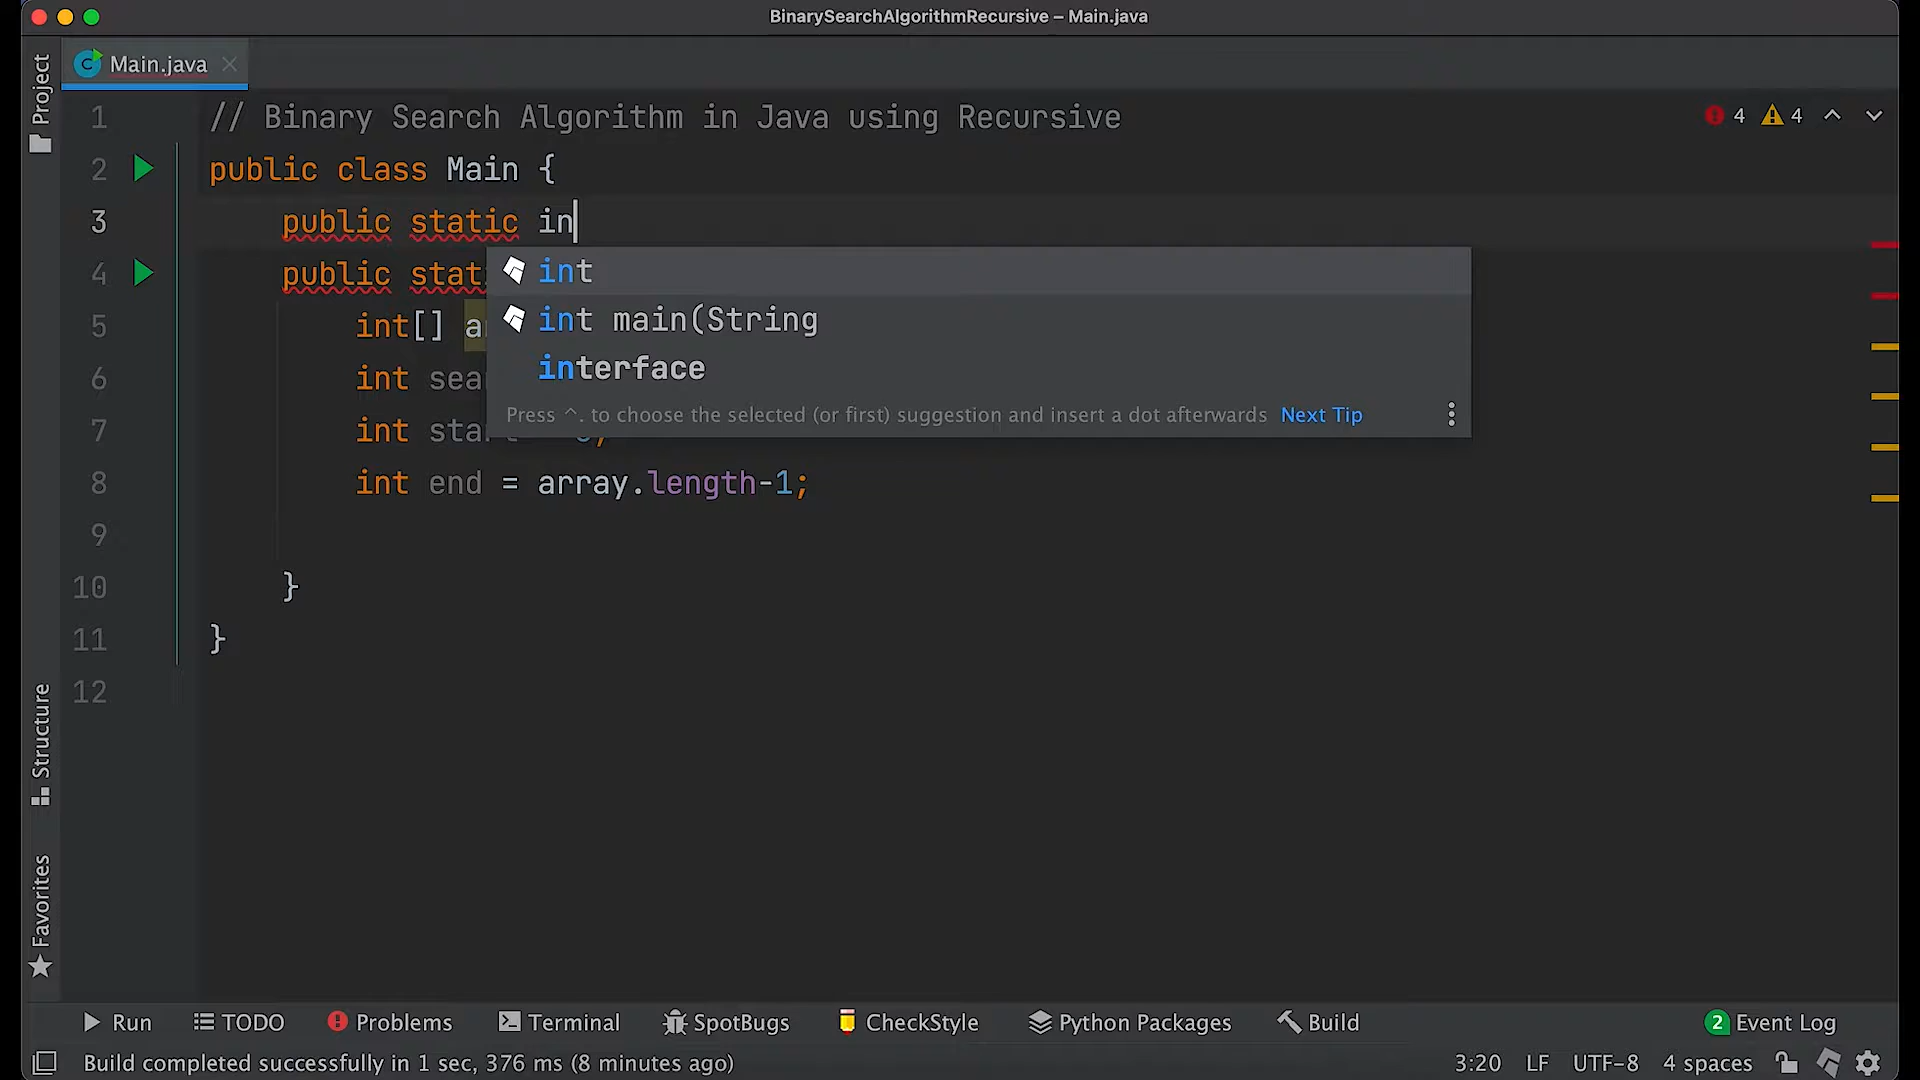 BinarySearchAlgorithmRecursive – Main.java
Project
Main.java
1 // Binary Search Algorithm in Java using Recursive
4 4
2 public class Main {
3 public static in
4 public stati
int
5 int[] a
int main(String
6 int sea
interface
Press ^. to choose the selected (or first) suggestion and insert a dot afterwards Next Tip
7 int star
8 int end = array.length-1;
9
10 }
11 }
12
Structure
Favorites
Run TODO Problems Terminal SpotBugs CheckStyle Python Packages Build 2 Event Log
Build completed successfully in 1 sec, 376 ms (8 minutes ago) 3:20 LF UTF-8 4 spaces